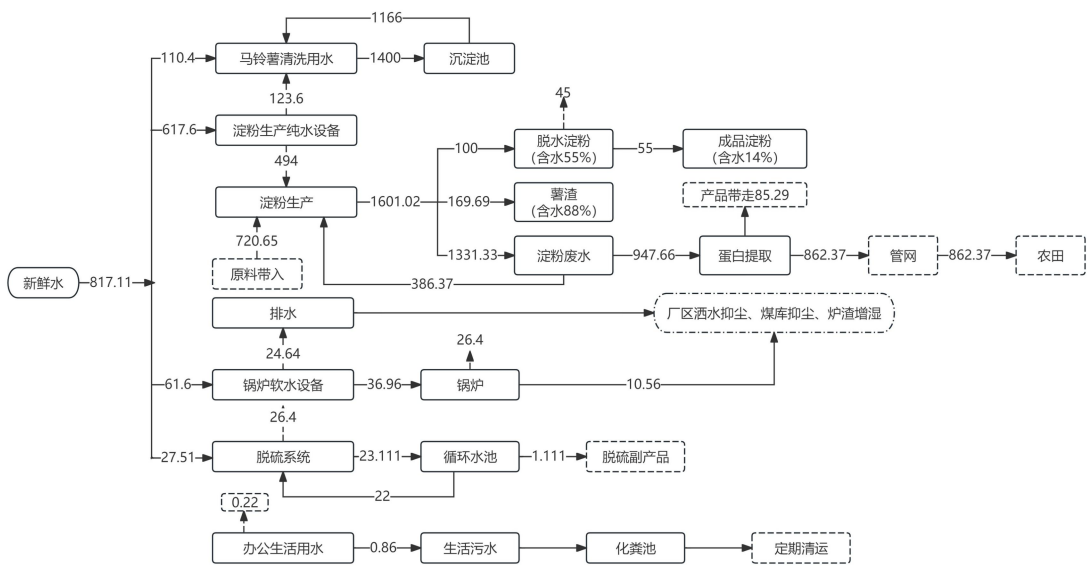 1166
110.4
马铃薯清洗用水
1400
沉淀池
123.6
45
617.6
淀粉生产纯水设备
100
脱水淀粉
(含水55%)
55
成品淀粉
(含水14%)
494
淀粉生产
1601.02
169.69
薯渣
(含水88%)
产品带走85.29
720.65
1331.33
淀粉废水
947.66
蛋白提取
862.37
管网
862.37
农田
原料带入
386.37
新鲜水
817.11
排水
厂区洒水抑尘、煤库抑尘、炉渣增湿
24.64
26.4
61.6
锅炉软水设备
36.96
锅炉
10.56
26.4
27.51
脱硫系统
23.111
循环水池
1.111
脱硫副产品
22
0.22
办公生活用水
0.86
生活污水
化粪池
定期清运